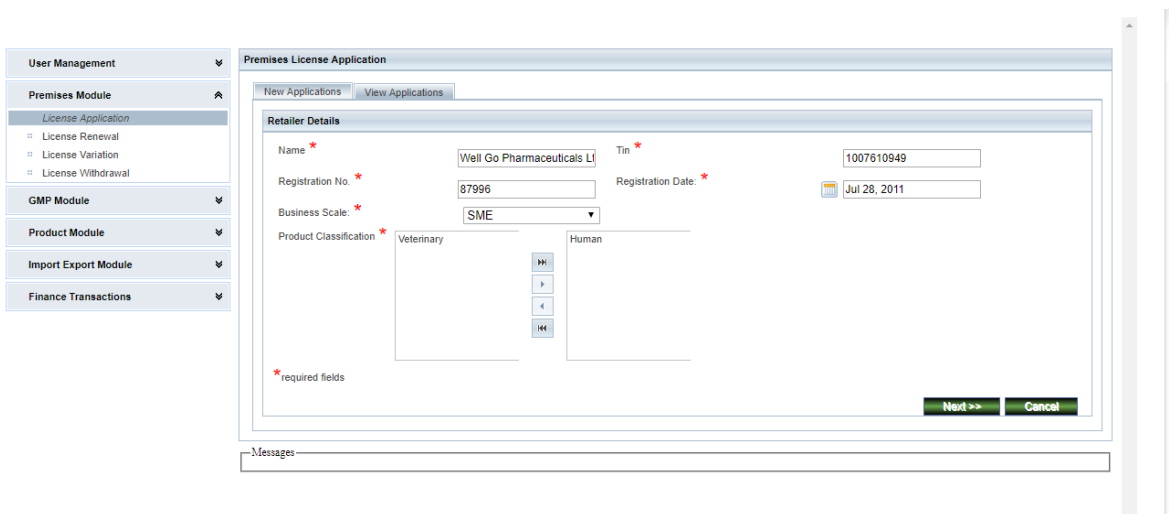 User Management
Premises Module
License Application
License Renewal
License Variation
License Withdrawal
GMP Module
Product Module
Import Export Module
Finance Transactions
Premises License Application
New Applications View Applications
Retailer Details
Name * Well Go Pharmaceuticals Lt Tin * 1007610949
Registration No. * 87996 Registration Date: * Jul 28, 2011
Business Scale: * SME
Product Classification * Veterinary Human
*required fields
Next >> Cancel
Messages